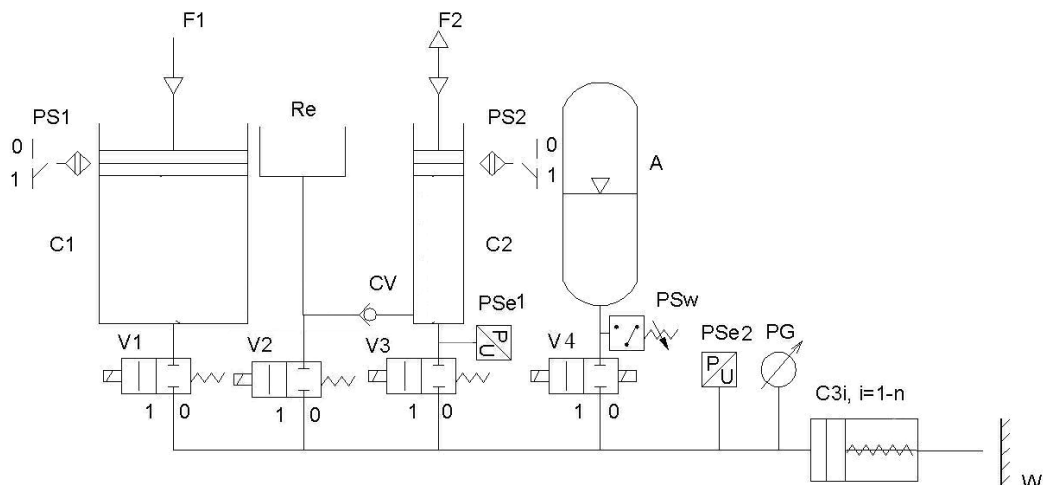 F1
F2
PS1
Re
PS2
0
1
0
1
A
C1
C2
CV
PSe1
PSw
V1
V2
V3
V4
PSe2
PG
P
U
P
U
C3i, i=1-n
1 0
1 0
1 0
1 0
W